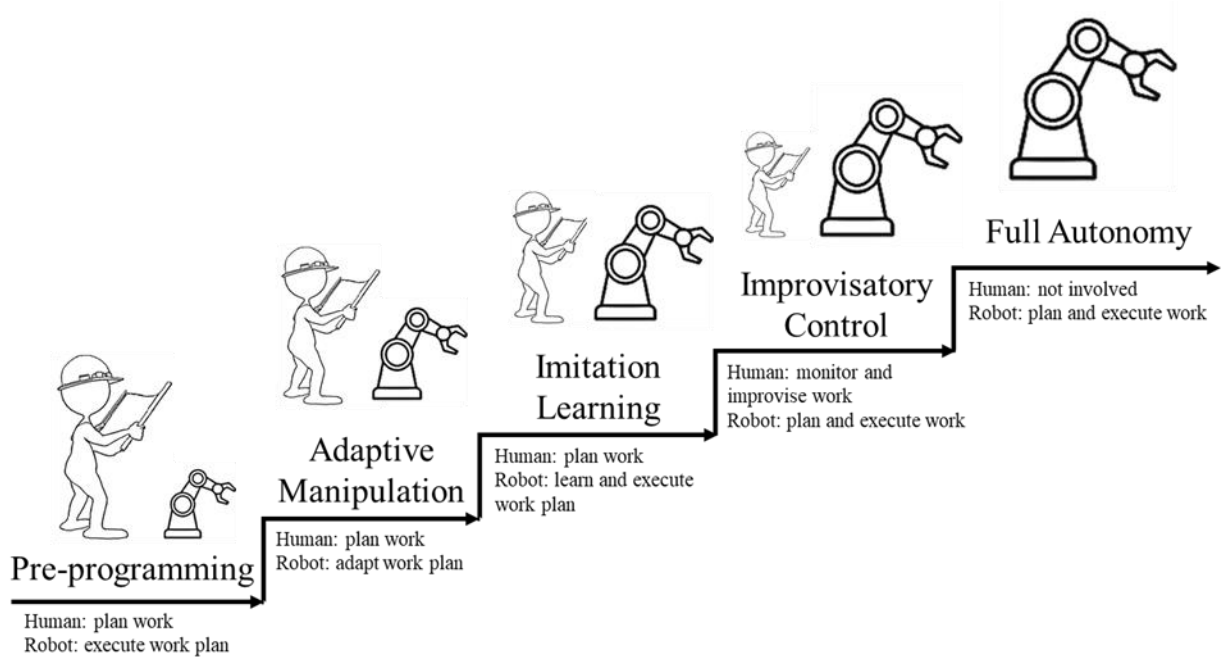 Pre-programming
Human: plan work
Robot: execute work plan
Adaptive
Manipulation
Human: plan work
Robot: adapt work plan
Imitation
Learning
Human: plan work
Robot: learn and execute
work plan
Improvisatory
Control
Human: monitor and
improvise work
Robot: plan and execute work
Full Autonomy
Human: not involved
Robot: plan and execute work